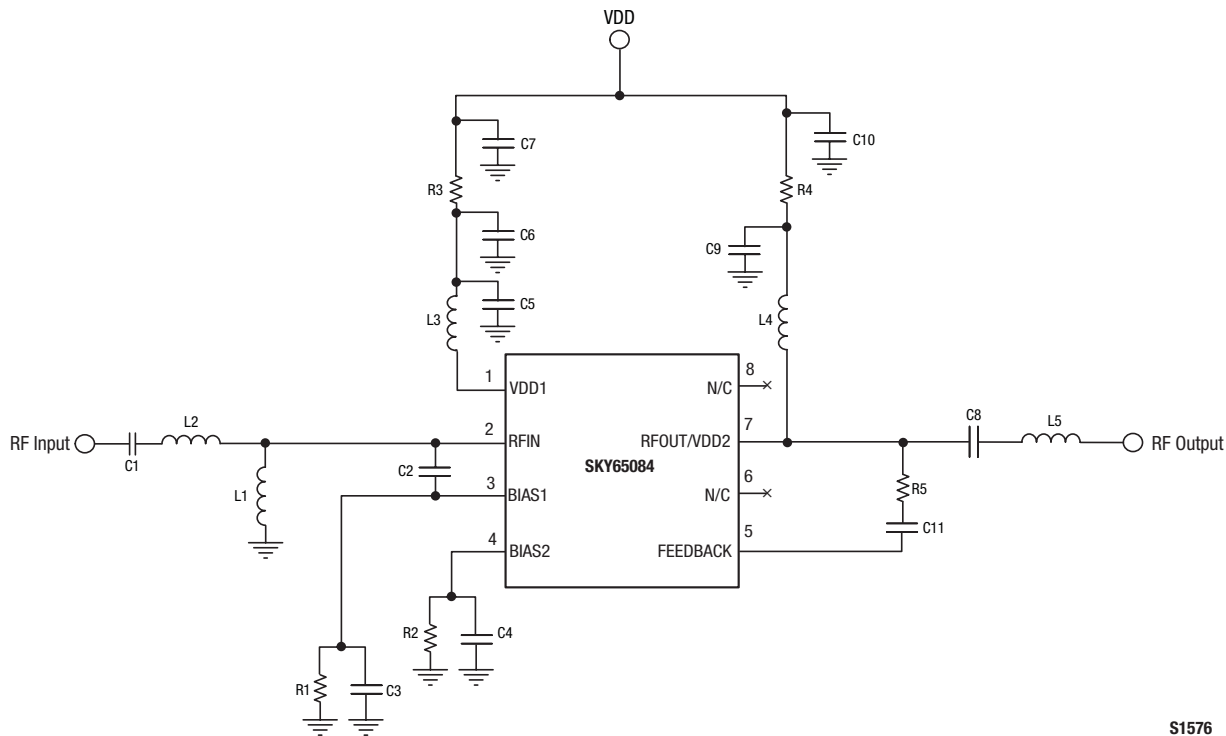 VDD
C7
C10
R3
R4
C6
C9
C5
L3
L4
1
VDD1
N/C
8
RF Input
C1
L2
2
RFIN
RFOUT/VDD2
7
C8
L5
RF Output
SKY65084
C2
L1
3
BIAS1
N/C
6
R5
C11
4
BIAS2
FEEDBACK
5
R2
C4
R1
C3
S1576